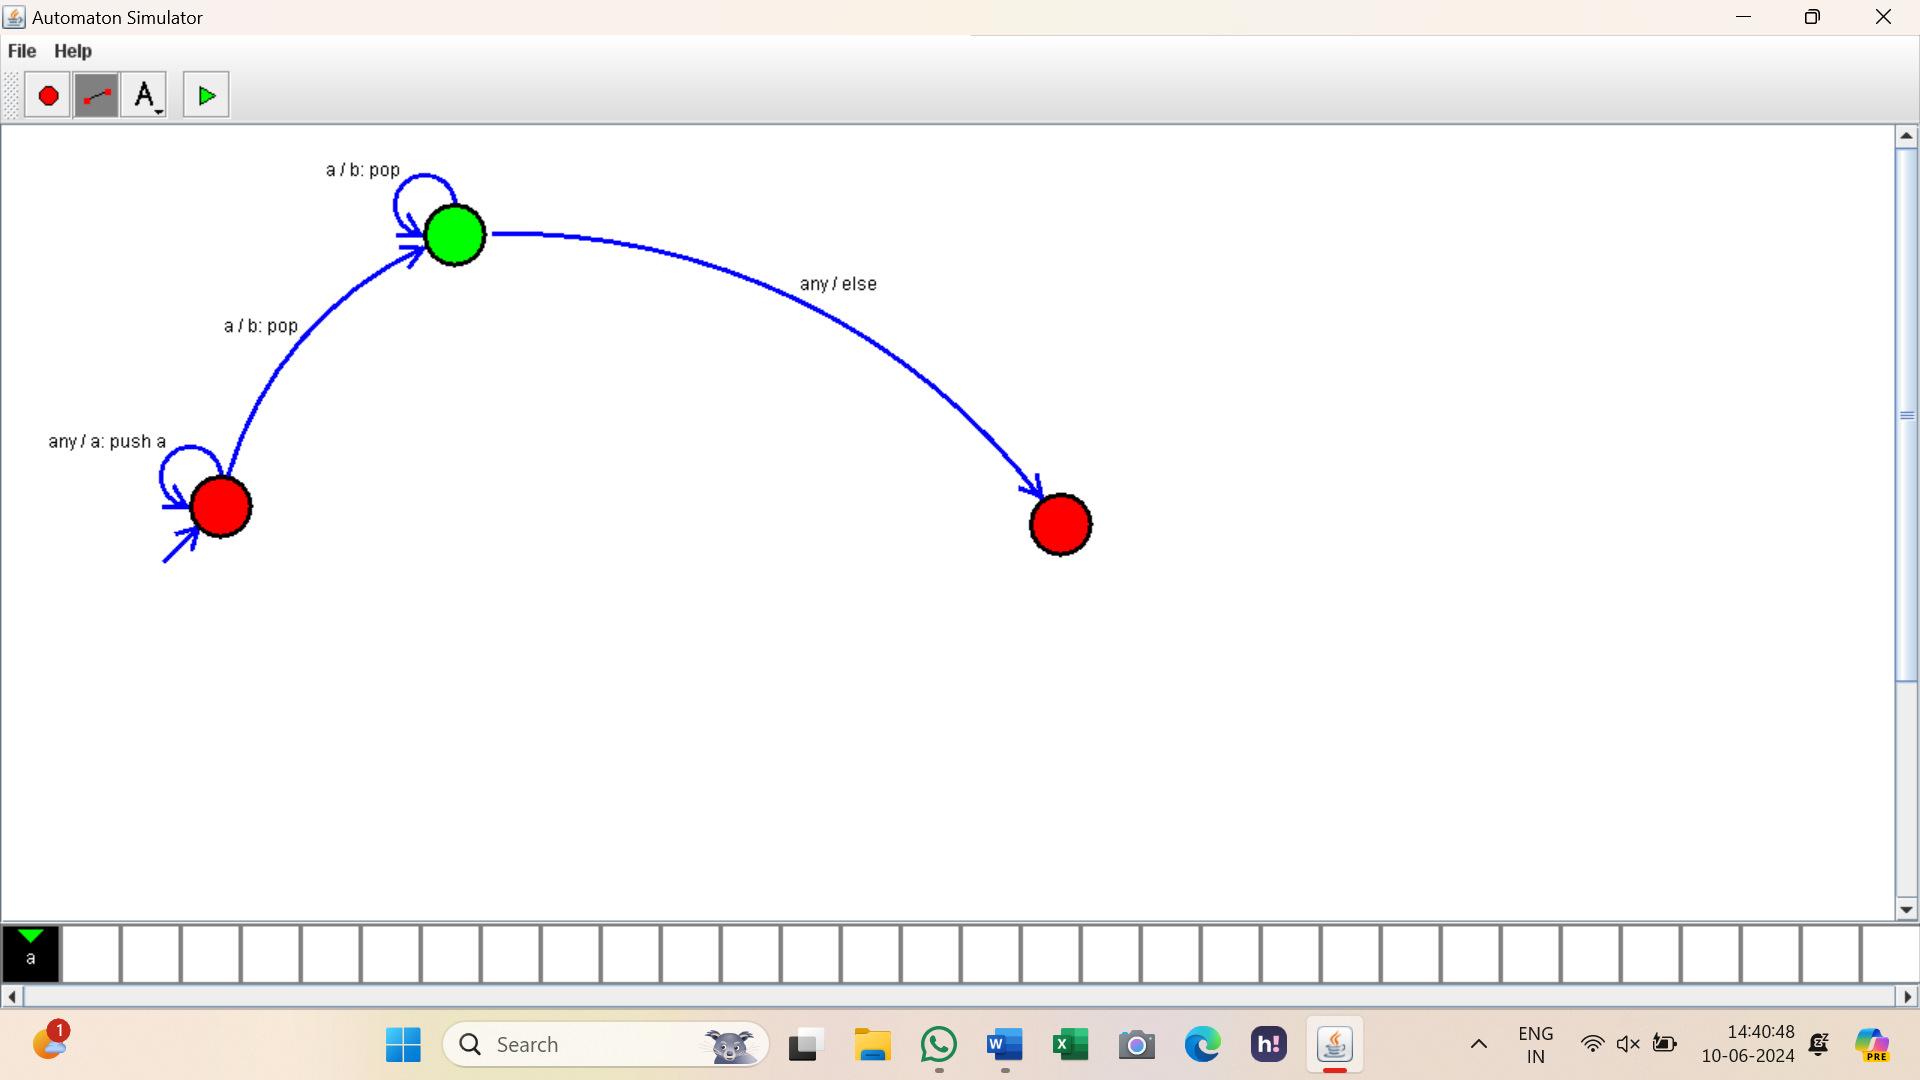 Automaton Simulator
File Help
A
a / b: pop
any / else
a / b: pop
any / a: push a
a
1
Search
W
X
h!
ENG
IN
14:40:48
10-06-2024
PRE